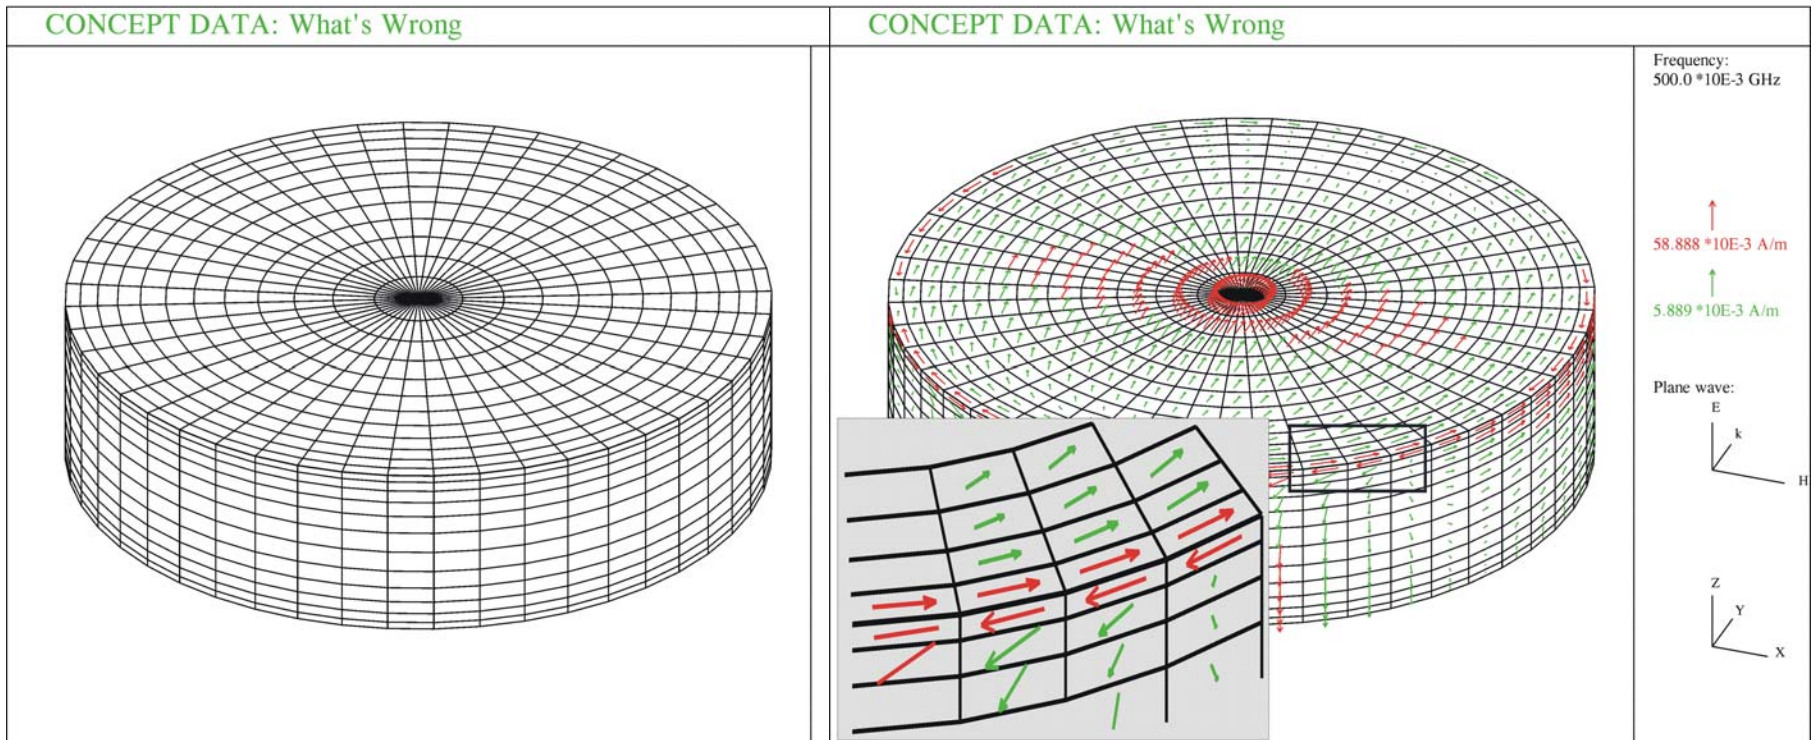 CONCEPT DATA: What's Wrong
CONCEPT DATA: What's Wrong
Frequency:
500.0 *10E-3 GHz
58.888 *10E-3 A/m
5.889 *10E-3 A/m
Plane wave:
E
k
H
Z
Y
X